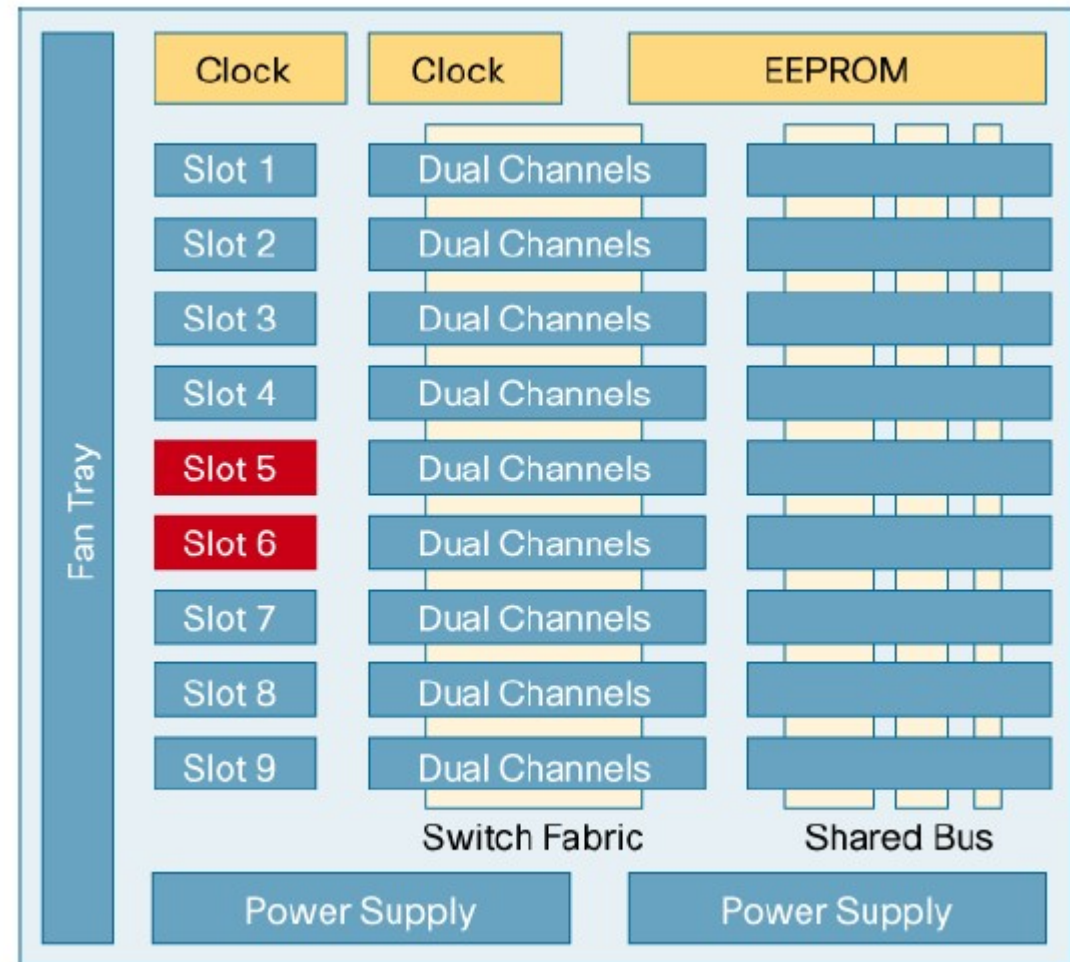 Fan Tray
Clock
Clock
EEPROM
Slot 1
Dual Channels
Slot 2
Dual Channels
Slot 3
Dual Channels
Slot 4
Dual Channels
Slot 5
Dual Channels
Slot 6
Dual Channels
Slot 7
Dual Channels
Slot 8
Dual Channels
Slot 9
Dual Channels
Switch Fabric
Shared Bus
Power Supply
Power Supply